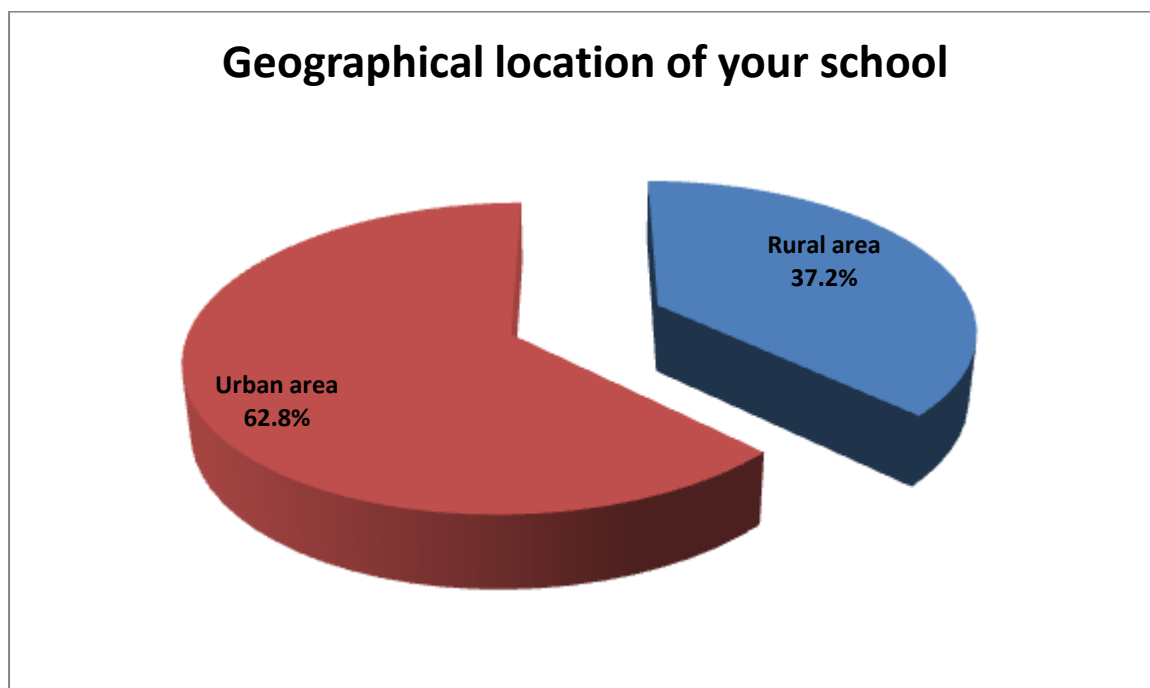 Geographical location of your school
Rural area
37.2%
Urban area
62.8%